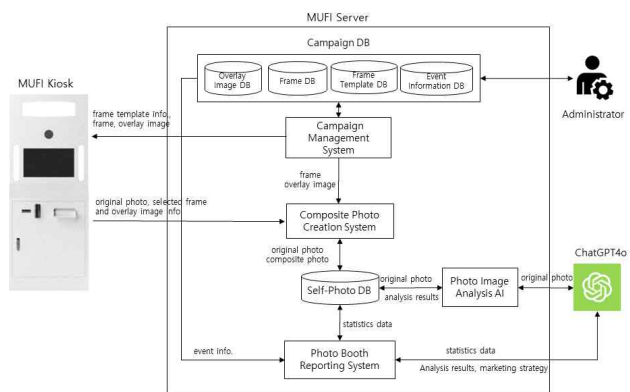 MUFI Server
Campaign DB
Overlay
Image DB
Frame DB
Frame
Template DB
Event
Information DB
MUFI Kiosk
Administrator
frame template info.,
frame, overlay image
Campaign
Management
System
frame
overlay image
original photo, selected frame
and overlay image info
Composite Photo
Creation System
original photo
composite photo
ChatGPT4o
Self-Photo DB
original photo
analysis results
Photo Image
Analysis AI
original photo
statistics data
event info.
Photo Booth
Reporting System
statistics data
Analysis results, marketing strategy